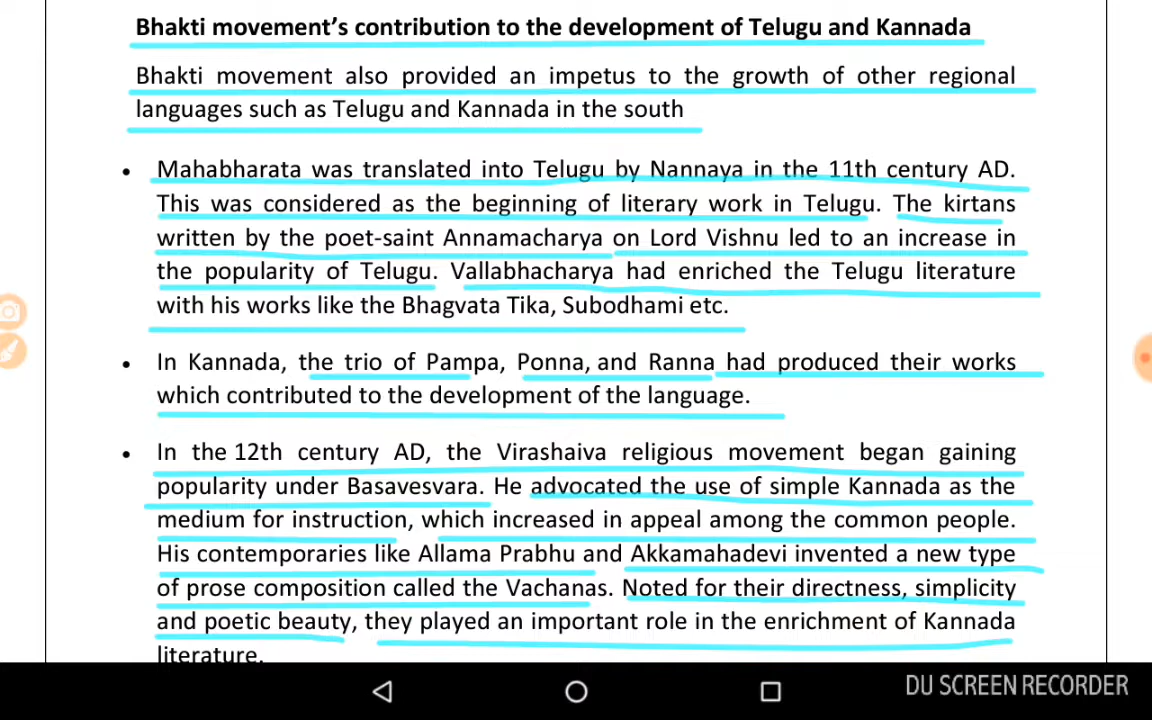 Bhakti movement's contribution to the development of Telugu and Kannada
Bhakti movement also provided an impetus to the growth of other regional
languages such as Telugu and Kannada in the south
• Mahabharata was translated into Telugu by Nannaya in the 11th century AD.
This was considered as the beginning of literary work in Telugu. The kirtans
written by the poet-saint Annamacharya on Lord Vishnu led to an increase in
the popularity of Telugu. Vallabhacharya had enriched the Telugu literature
with his works like the Bhagvata Tika, Subodhami etc.
• In Kannada, the trio of Pampa, Ponna, and Ranna had produced their works
which contributed to the development of the language.
• In the 12th century AD, the Virashaiva religious movement began gaining
popularity under Basavesvara. He advocated the use of simple Kannada as the
medium for instruction, which increased in appeal among the common people.
His contemporaries like Allama Prabhu and Akkamahadevi invented a new type
of prose composition called the Vachanas. Noted for their directness, simplicity
and poetic beauty, they played an important role in the enrichment of Kannada
literature.
DU SCREEN RECORDER